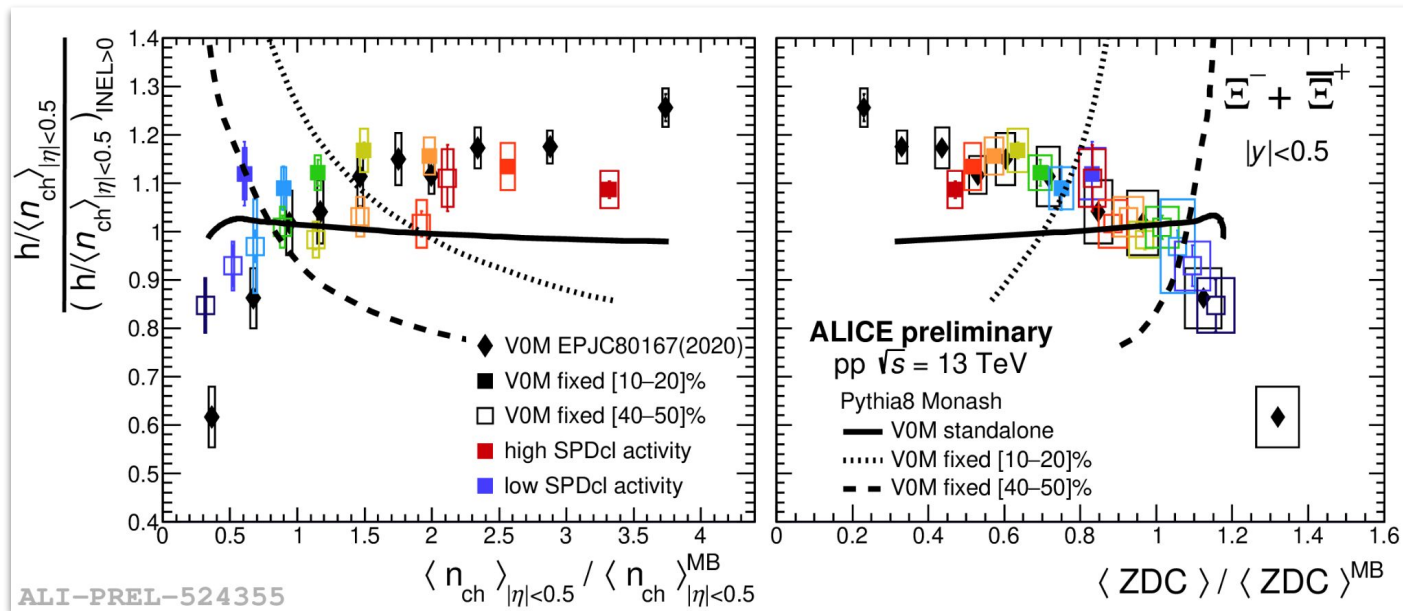 h/⟨n_ch⟩|η|<0.5
( h/⟨n_ch⟩|η|<0.5 )INEL>0
1.4
1.3
1.2
1.1
1
0.9
0.8
0.7
0.6
0.5
0.4
V0M EPJC80167(2020)
V0M fixed [10–20]%
V0M fixed [40–50]%
high SPDcl activity
low SPDcl activity
0 0.5 1 1.5 2 2.5 3 3.5 4
⟨ n_ch ⟩|η|<0.5 / ⟨ n_ch ⟩^MB |η|<0.5
Ξ⁻ + Ξ̅⁺
|y|<0.5
ALICE preliminary
pp √s = 13 TeV
Pythia8 Monash
V0M standalone
V0M fixed [10–20]%
V0M fixed [40–50]%
0 0.2 0.4 0.6 0.8 1 1.2 1.4 1.6
⟨ ZDC ⟩ / ⟨ ZDC ⟩^MB
ALI–PREL–524355